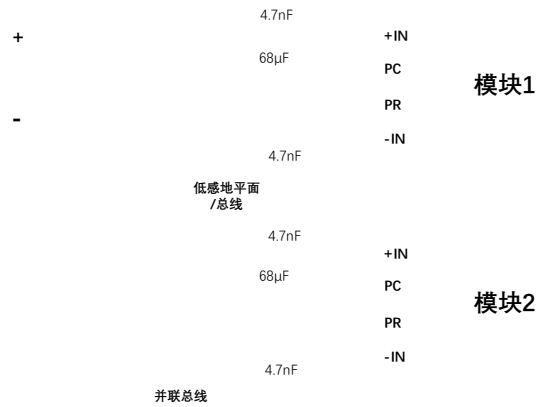 4.7nF
+
+IN
68μF
PC
模块1
PR
-
-IN
4.7nF
低感地平面
/总线
4.7nF
+IN
68μF
PC
模块2
PR
-IN
4.7nF
并联总线